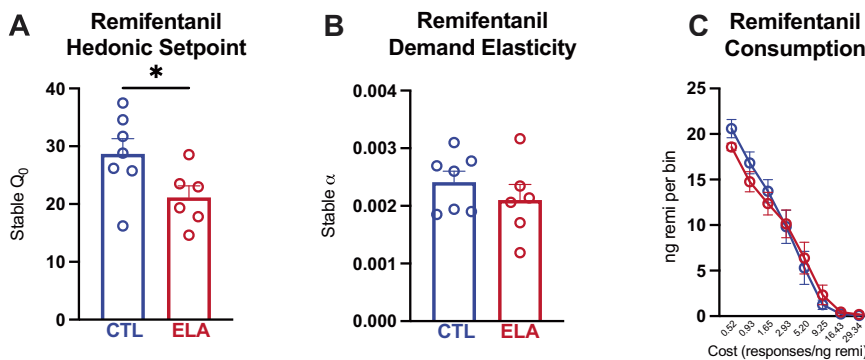 A
Remifentanil
Hedonic Setpoint
*
Stable Q0
40
30
20
10
0
CTL
ELA
B
Remifentanil
Demand Elasticity
Stable α
0.004
0.003
0.002
0.001
0.000
CTL
ELA
C
Remifentanil
Consumption
ng remi per bin
25
20
15
10
5
0
0.52
0.93
1.65
2.93
5.20
9.25
16.43
29.34
Cost (responses/ng remi)